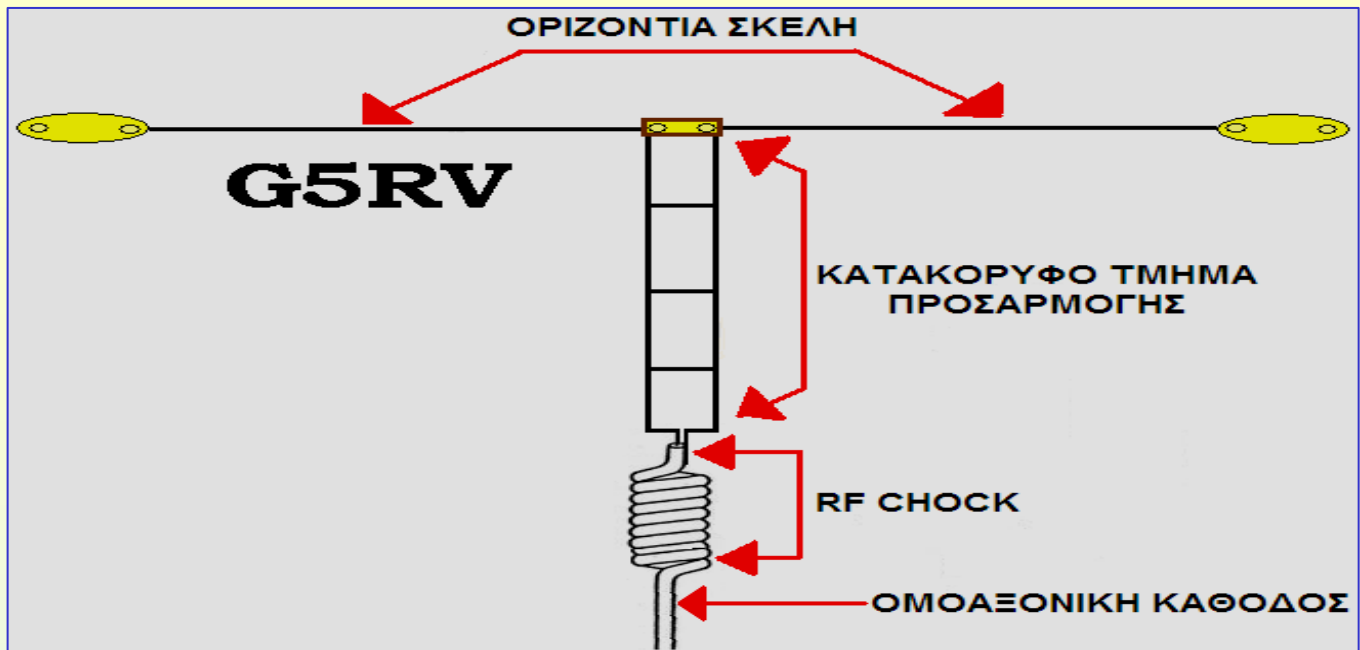 ΟΡΙΖΟΝΤΙΑ ΣΚΕΛΗ
G5RV
ΚΑΤΑΚΟΡΥΦΟ ΤΜΗΜΑ
ΠΡΟΣΑΡΜΟΓΗΣ
RF CHOCK
ΟΜΟΑΞΟΝΙΚΗ ΚΑΘΟΔΟΣ